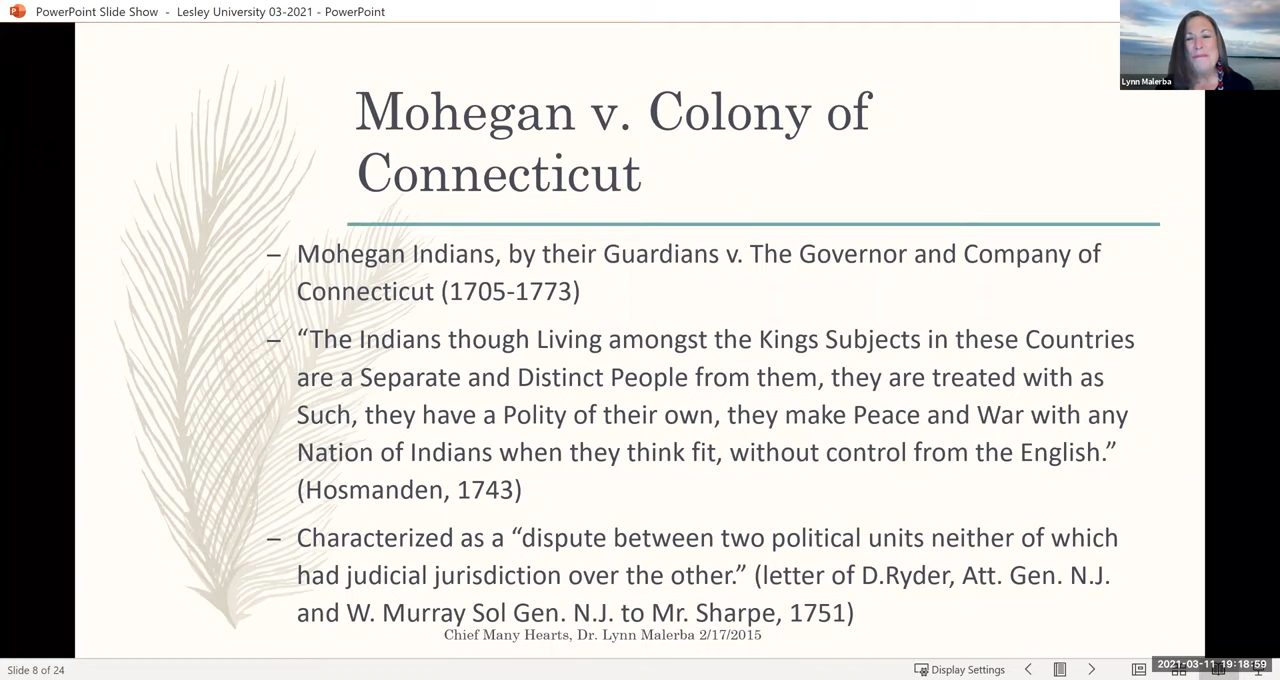 PowerPoint Slide Show - Lesley University 03-2021 - PowerPoint
Lynn Malerba
Mohegan v. Colony of
Connecticut
– Mohegan Indians, by their Guardians v. The Governor and Company of
Connecticut (1705-1773)
– “The Indians though Living amongst the Kings Subjects in these Countries
are a Separate and Distinct People from them, they are treated with as
Such, they have a Polity of their own, they make Peace and War with any
Nation of Indians when they think fit, without control from the English.”
(Hosmanden, 1743)
– Characterized as a “dispute between two political units neither of which
had judicial jurisdiction over the other.” (letter of D.Ryder, Att. Gen. N.J.
and W. Murray Sol Gen. N.J. to Mr. Sharpe, 1751)
Chief Many Hearts, Dr. Lynn Malerba 2/17/2015
Slide 8 of 24
Display Settings
2021-03-11 19:18:59